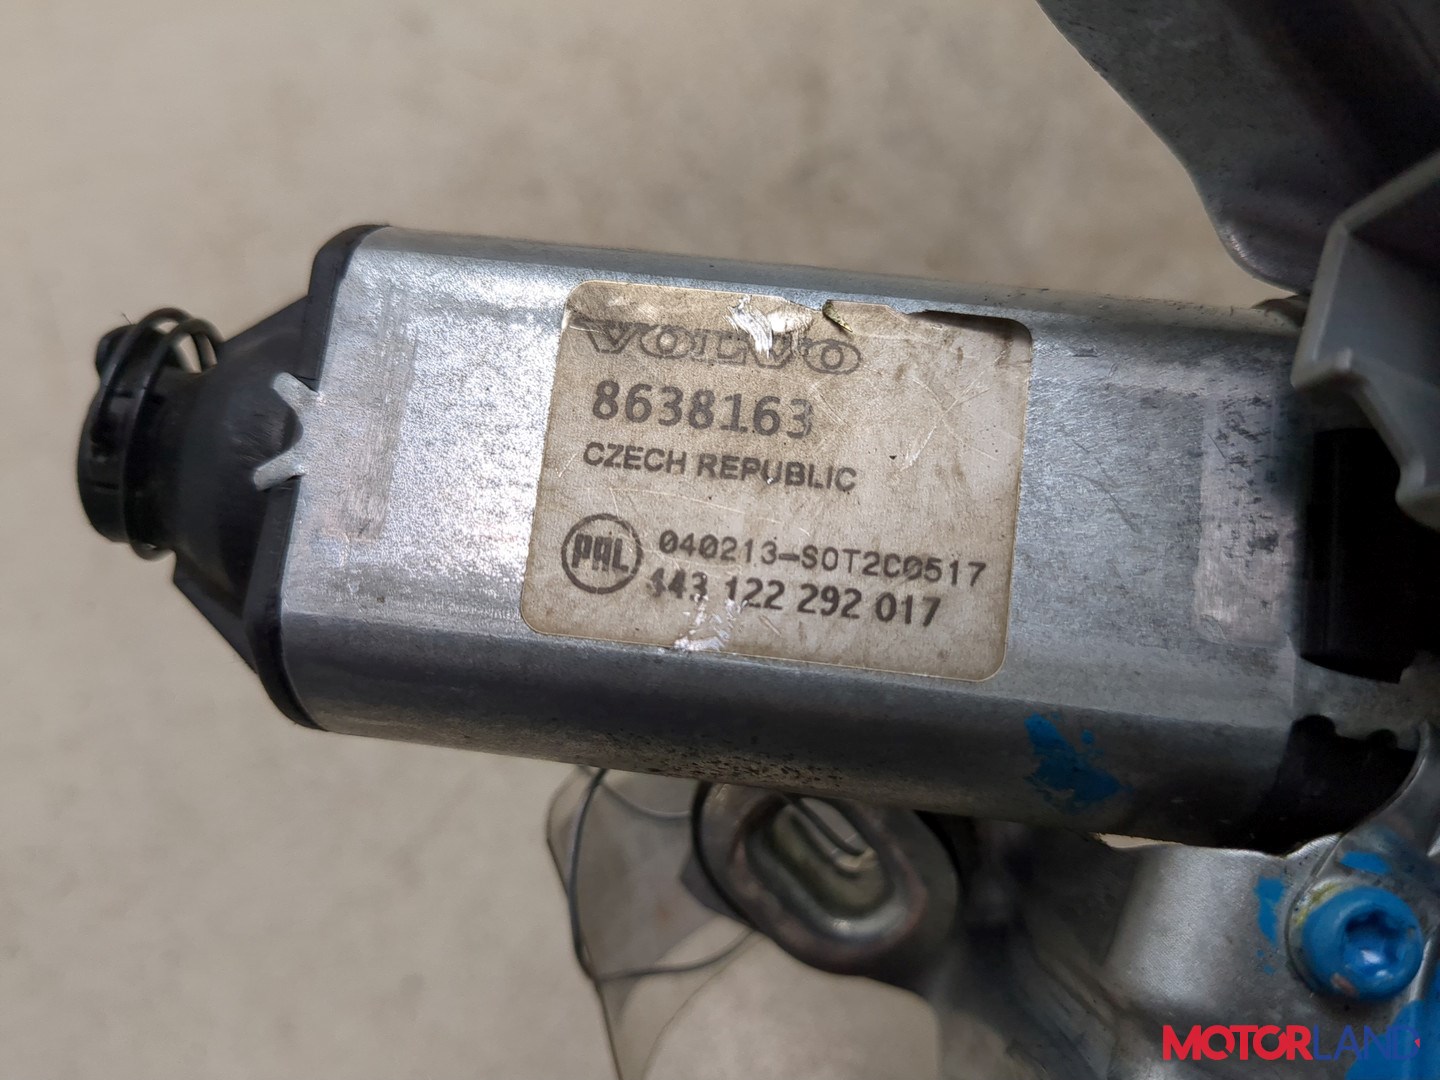 VOLVO
8638163
CZECH REPUBLIC
PAL
040213-S0T2C0517
443 122 292 017
MOTORLAND